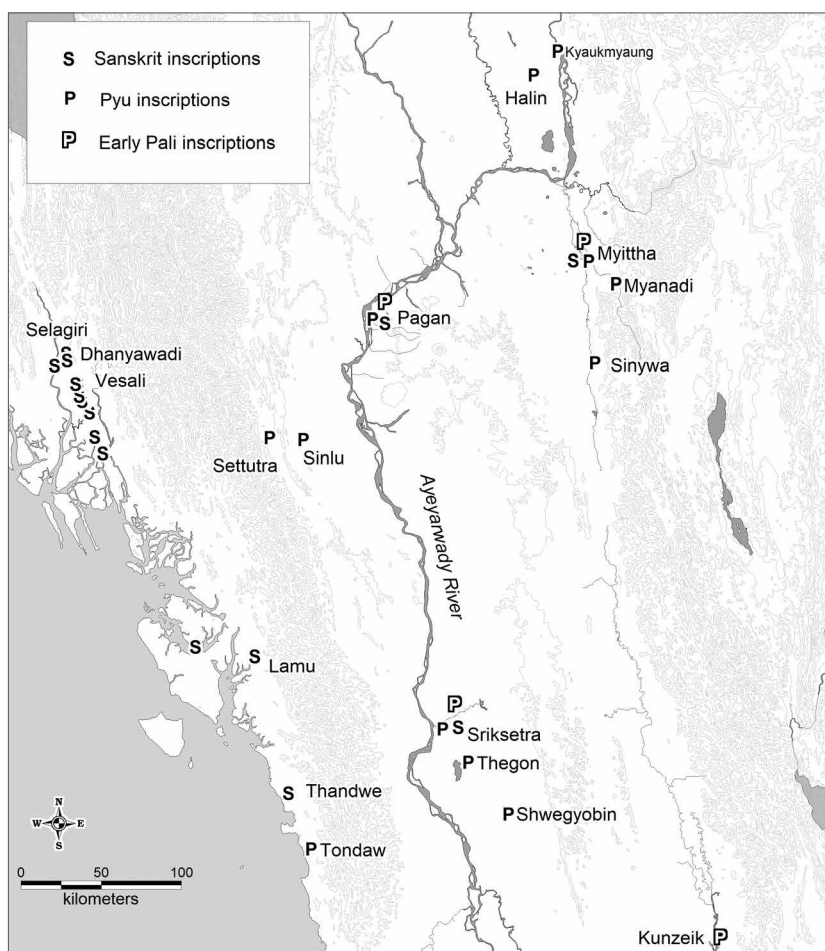 S Sanskrit inscriptions
P Pyu inscriptions
P Early Pali inscriptions
P Kyaukmyaung
P
Halin
P
S P Myittha
P Myanadi
P
P S Pagan
Selagiri
S S S Dhanyawadi
Vesali
S S S S
S
S
P Sinywa
P P
Settutra Sinlu
Ayeyarwady River
S
S Lamu
P
P S Sriksetra
P Thegon
S Thandwe
P Shwegyobin
P Tondaw
N
W E
S
0 50 100
kilometers
Kunzeik P